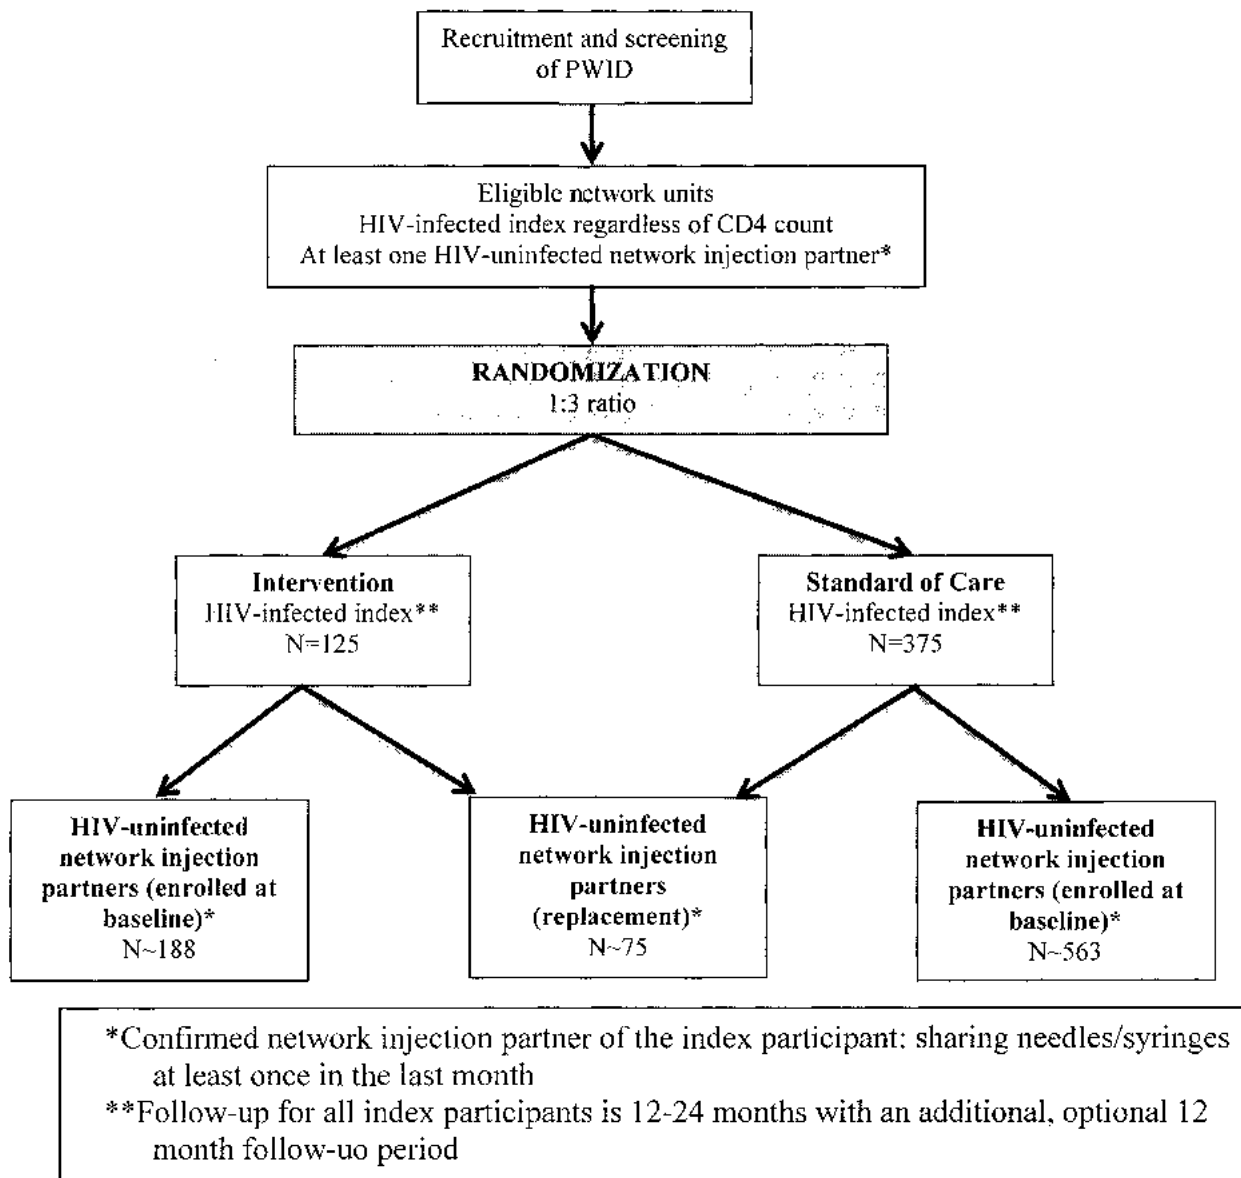 Recruitment and screening
of PWID
Eligible network units
HIV-infected index regardless of CD4 count
At least one HIV-uninfected network injection partner*
RANDOMIZATION
1:3 ratio
Intervention
HIV-infected index**
N=125
Standard of Care
HIV-infected index**
N=375
HIV-uninfected
network injection
partners (enrolled at
baseline)*
N~188
HIV-uninfected
network injection
partners
(replacement)*
N~75
HIV-uninfected
network injection
partners (enrolled at
baseline)*
N~563
*Confirmed network injection partner of the index participant: sharing needles/syringes
at least once in the last month
**Follow-up for all index participants is 12-24 months with an additional, optional 12
month follow-uo period